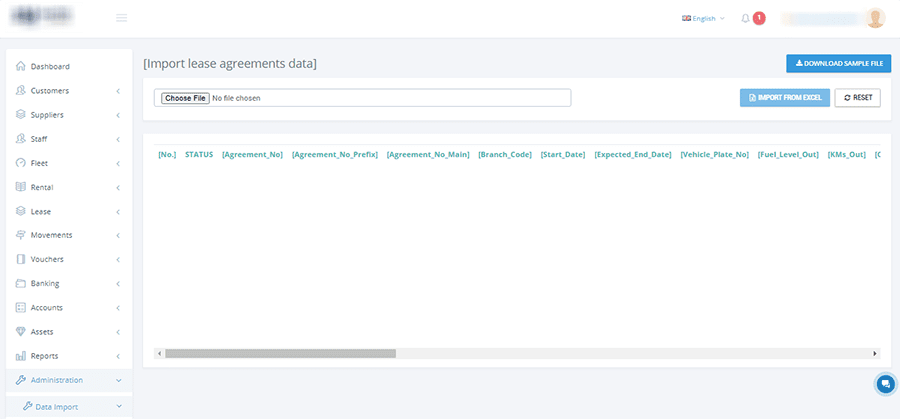 English
1
Dashboard
Customers
Suppliers
Staff
Fleet
Rental
Lease
Movements
Vouchers
Banking
Accounts
Assets
Reports
Administration
Data Import
[Import lease agreements data]
DOWNLOAD SAMPLE FILE
Choose File No file chosen
IMPORT FROM EXCEL
RESET
[No.] STATUS [Agreement_No] [Agreement_No_Prefix] [Agreement_No_Main] [Branch_Code] [Start_Date] [Expected_End_Date] [Vehicle_Plate_No] [Fuel_Level_Out] [KMs_Out]